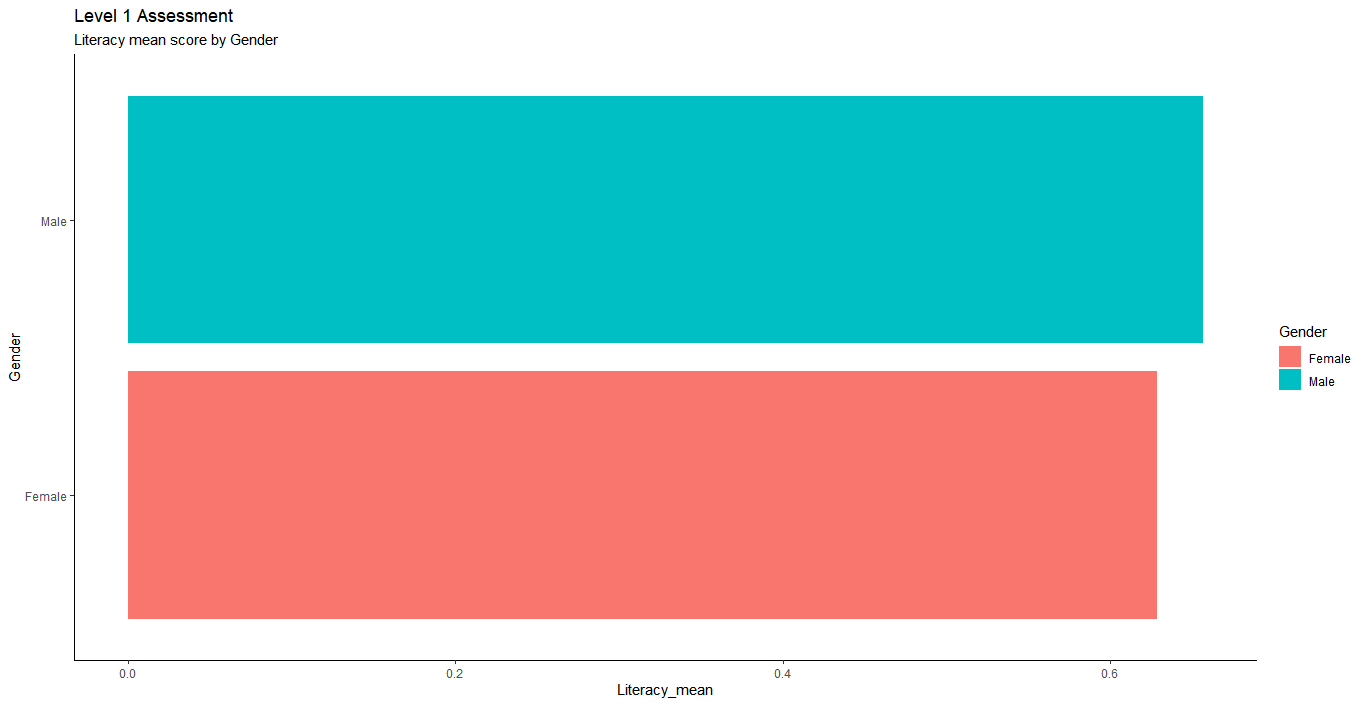 Level 1 Assessment
Literacy mean score by Gender
Male
Female
Gender
0.0 0.2 0.4 0.6
Literacy_mean
Gender
Female
Male